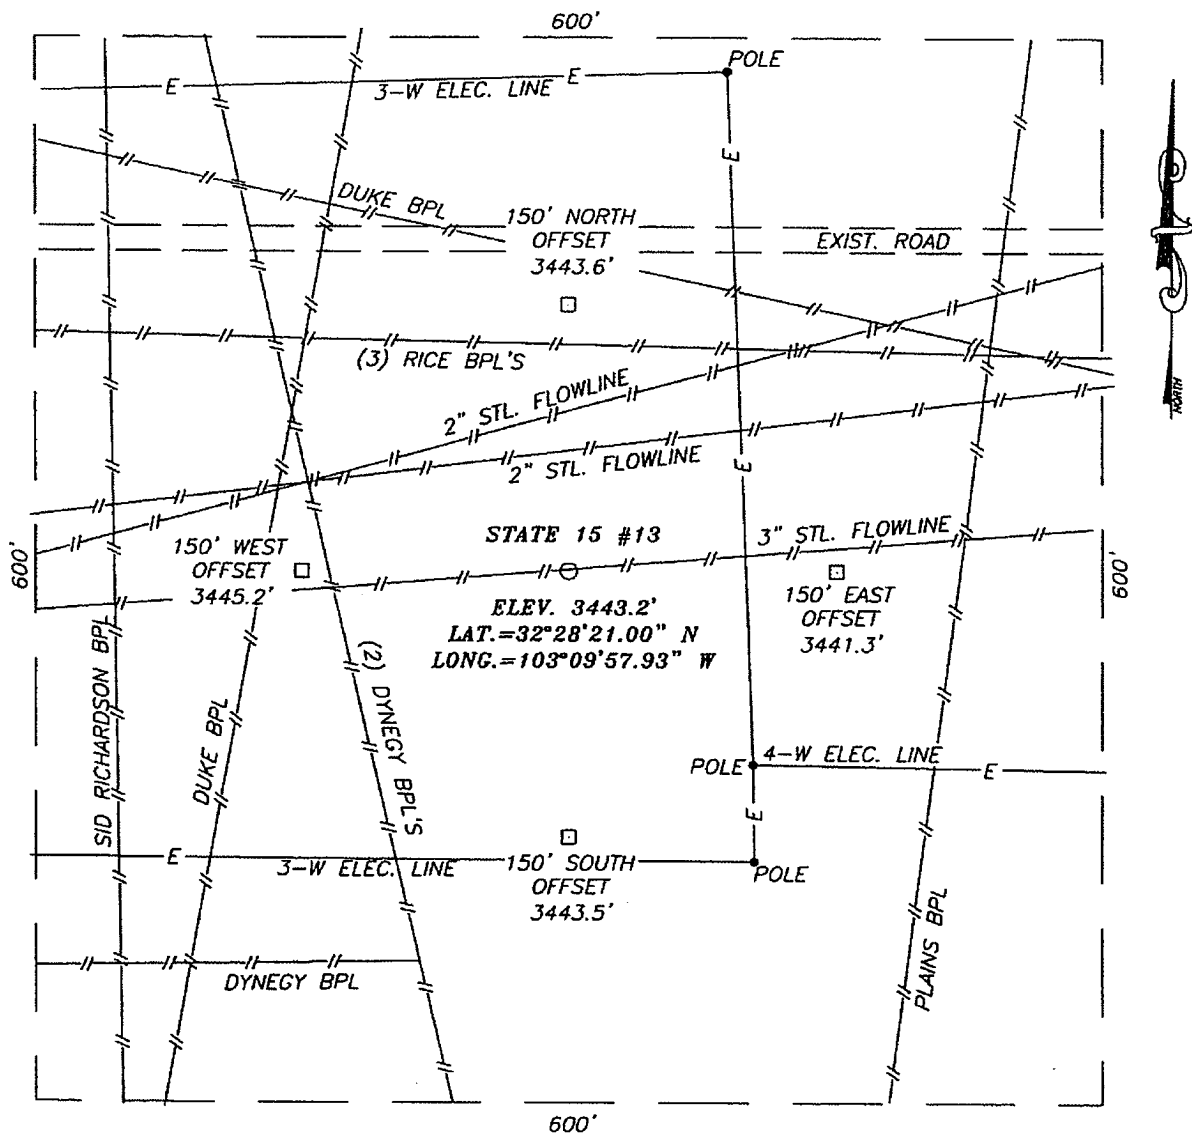 600'
POLE
E
E
3-W ELEC. LINE
E
DUKE BPL
150' NORTH
OFFSET
3443.6'
EXIST. ROAD
(3) RICE BPL'S
NORTH
2" STL. FLOWLINE
2" STL. FLOWLINE
E
STATE 15 #13
3" STL. FLOWLINE
150' WEST
OFFSET
3445.2'
600'
600'
150' EAST
OFFSET
3441.3'
ELEV. 3443.2'
LAT.=32°28'21.00" N
LONG.=103°09'57.93" W
SID RICHARDSON BPL
DUKE BPL
(2) DYNEGY BPL'S
POLE
4-W ELEC. LINE
E
E
E
3-W ELEC. LINE
150' SOUTH
OFFSET
3443.5'
POLE
PLAINS BPL
DYNEGY BPL
600'